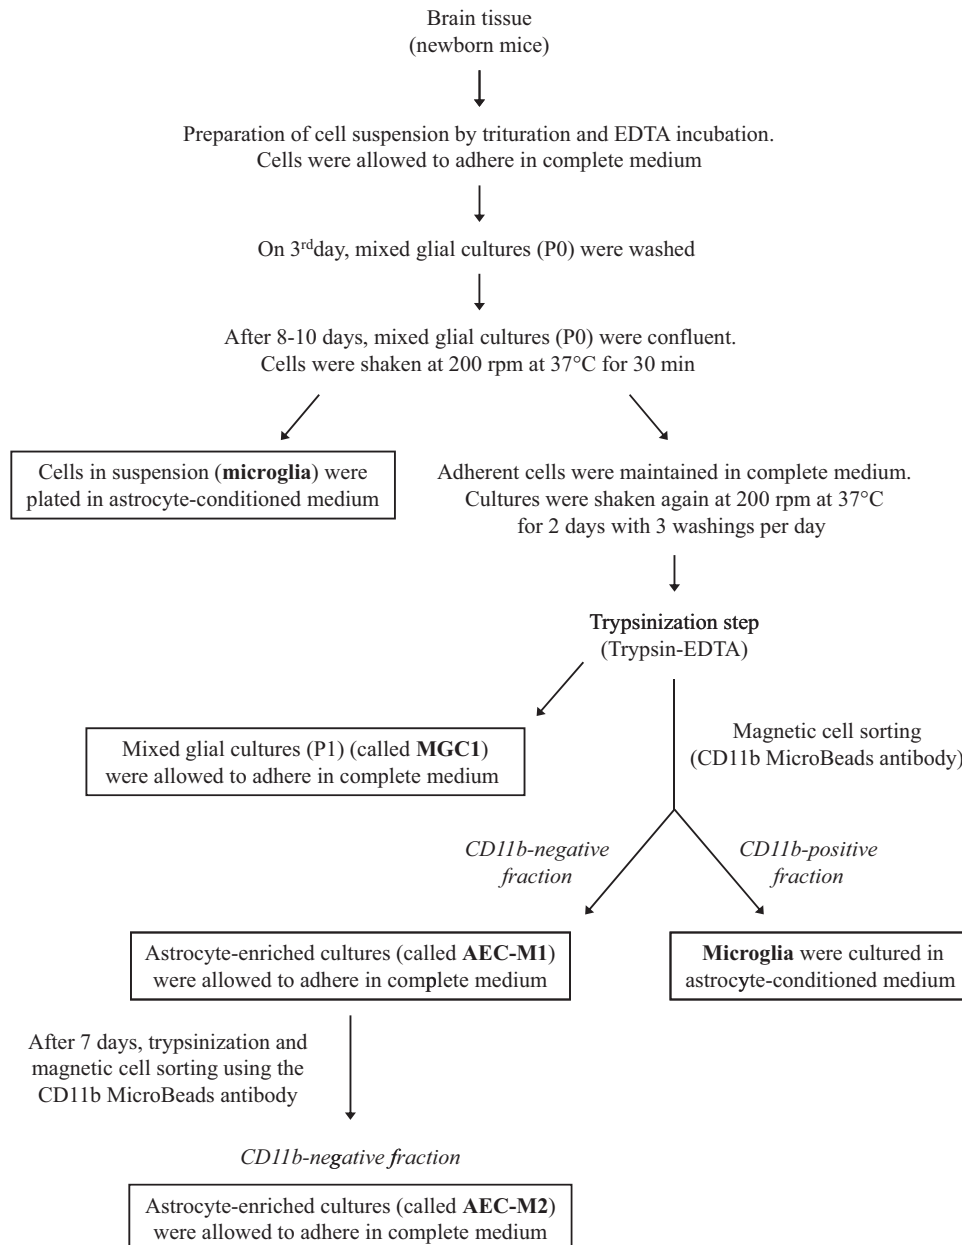 Brain tissue
(newborn mice)
Preparation of cell suspension by trituration and EDTA incubation.
Cells were allowed to adhere in complete medium
On 3rdday, mixed glial cultures (P0) were washed
After 8-10 days, mixed glial cultures (P0) were confluent.
Cells were shaken at 200 rpm at 37°C for 30 min
Cells in suspension (microglia) were
plated in astrocyte-conditioned medium
Adherent cells were maintained in complete medium.
Cultures were shaken again at 200 rpm at 37°C
for 2 days with 3 washings per day
Trypsinization step
(Trypsin-EDTA)
Mixed glial cultures (P1) (called MGC1)
were allowed to adhere in complete medium
Magnetic cell sorting
(CD11b MicroBeads antibody)
CD11b-negative
fraction
CD11b-positive
fraction
Astrocyte-enriched cultures (called AEC-M1)
were allowed to adhere in complete medium
Microglia were cultured in
astrocyte-conditioned medium
After 7 days, trypsinization and
magnetic cell sorting using the
CD11b MicroBeads antibody
CD11b-negative fraction
Astrocyte-enriched cultures (called AEC-M2)
were allowed to adhere in complete medium